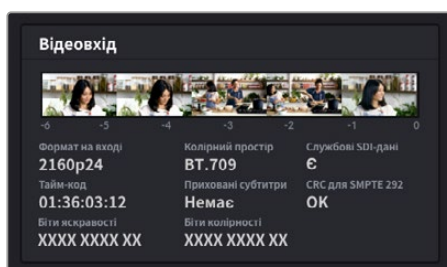 Відеовхід
-6 -5 -4 -3 -2 -1 0
Формат на вході Колірний простір Службові SDI-дані
2160p24 BT.709 Є
Тайм-код Приховані субтитри CRC для SMPTE 292
01:36:03:12 Немає OK
Біти яскравості Біти колірності
XXXX XXXX XX XXXX XXXX XX